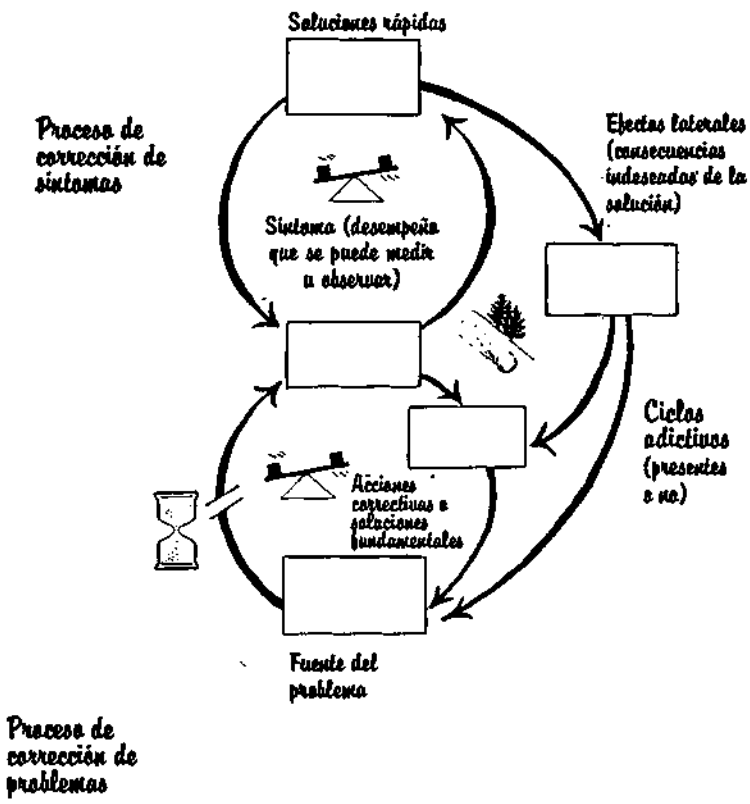 Soluciones rápidas
Proceso de
corrección de
síntomas
Efectos laterales
(consecuencias
indeseadas de la
solución)
Síntoma (desempeño
que se puede medir
u observar)
Ciclos
adictivos
(presentes
o no)
Acciones
correctivas o
soluciones
fundamentales
Fuente del
problema
Proceso de
corrección de
problemas